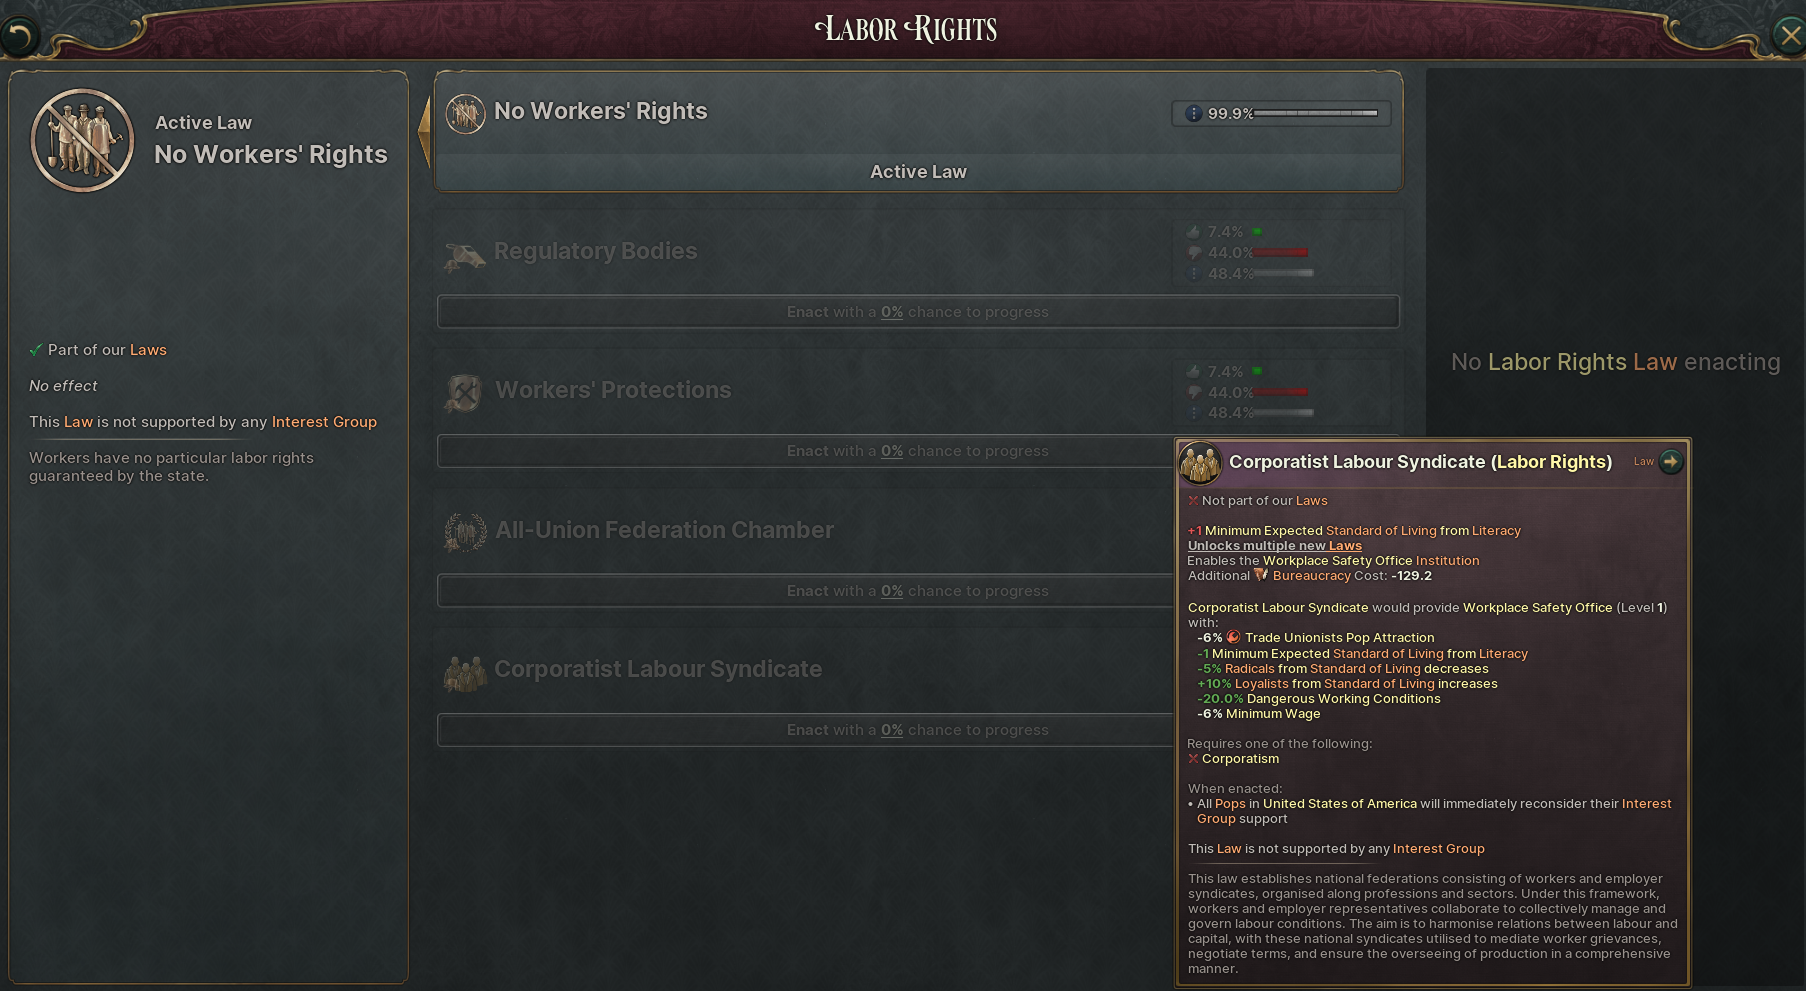 Labor Rights
Active Law
No Workers' Rights
✓ Part of our Laws
No effect
This Law is not supported by any Interest Group
Workers have no particular labor rights
guaranteed by the state.
No Workers' Rights
99.9%
Active Law
Regulatory Bodies
7.4%
44.0%
48.4%
Enact with a 0% chance to progress
Workers' Protections
7.4%
44.0%
48.4%
Enact with a 0% chance to progress
All-Union Federation Chamber
Enact with a 0% chance to progress
Corporatist Labour Syndicate
Enact with a 0% chance to progress
No Labor Rights Law enacting
Corporatist Labour Syndicate (Labor Rights)
Law
Not part of our Laws
+1 Minimum Expected Standard of Living from Literacy
Unlocks multiple new Laws
Enables the Workplace Safety Office Institution
Additional Bureaucracy Cost: -129.2
Corporatist Labour Syndicate would provide Workplace Safety Office (Level 1)
with:
-6% Trade Unionists Pop Attraction
-1 Minimum Expected Standard of Living from Literacy
-5% Radicals from Standard of Living decreases
+10% Loyalists from Standard of Living increases
-20.0% Dangerous Working Conditions
-6% Minimum Wage
Requires one of the following:
Corporatism
When enacted:
• All Pops in United States of America will immediately reconsider their Interest
Group support
This Law is not supported by any Interest Group
This law establishes national federations consisting of workers and employer
syndicates, organised along professions and sectors. Under this framework,
workers and employer representatives collaborate to collectively manage and
govern labour conditions. The aim is to harmonise relations between labour and
capital, with these national syndicates utilised to mediate worker grievances,
negotiate terms, and ensure the overseeing of production in a comprehensive
manner.